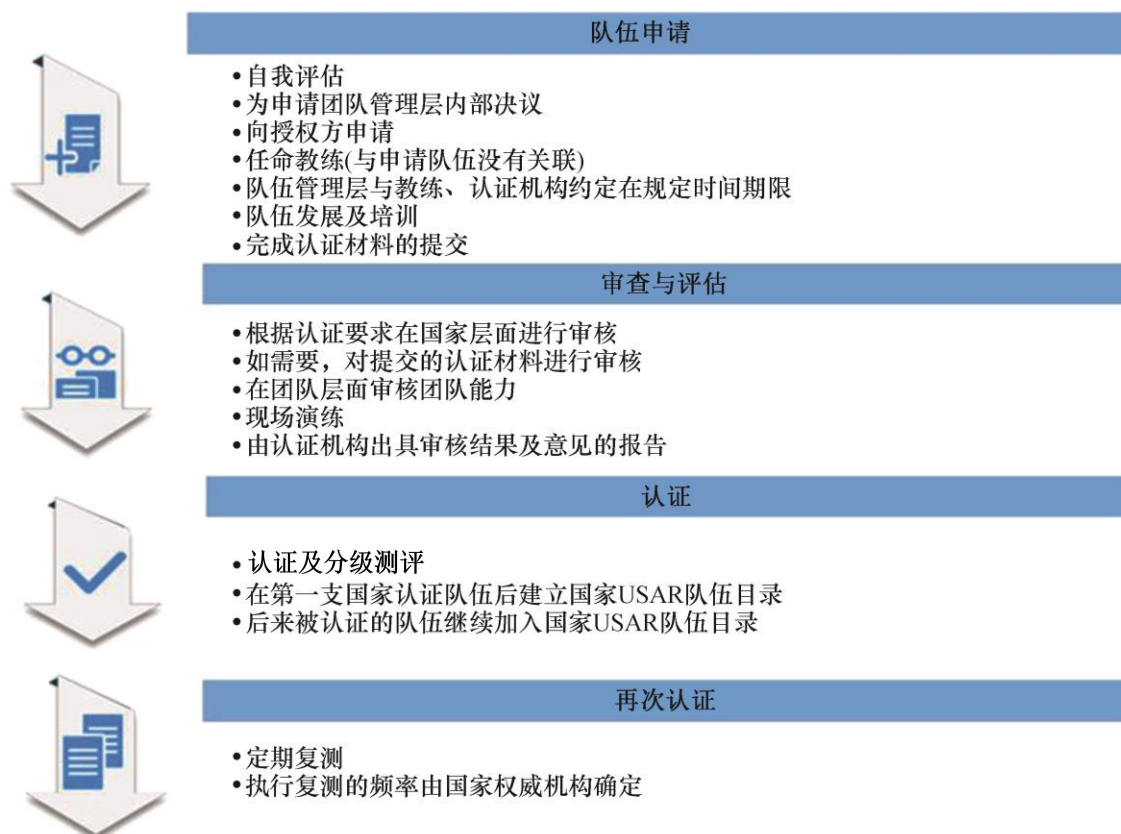 队伍申请
•自我评估
•为申请团队管理层内部决议
•向授权方申请
•任命教练(与申请队伍没有关联)
•队伍管理层与教练、认证机构约定在规定时间期限
•队伍发展及培训
•完成认证材料的提交
审查与评估
•根据认证要求在国家层面进行审核
•如需要，对提交的认证材料进行审核
•在团队层面审核团队能力
•现场演练
•由认证机构出具审核结果及意见的报告
认证
•认证及分级测评
•在第一支国家认证队伍后建立国家USAR队伍目录
•后来被认证的队伍继续加入国家USAR队伍目录
再次认证
•定期复测
•执行复测的频率由国家权威机构确定